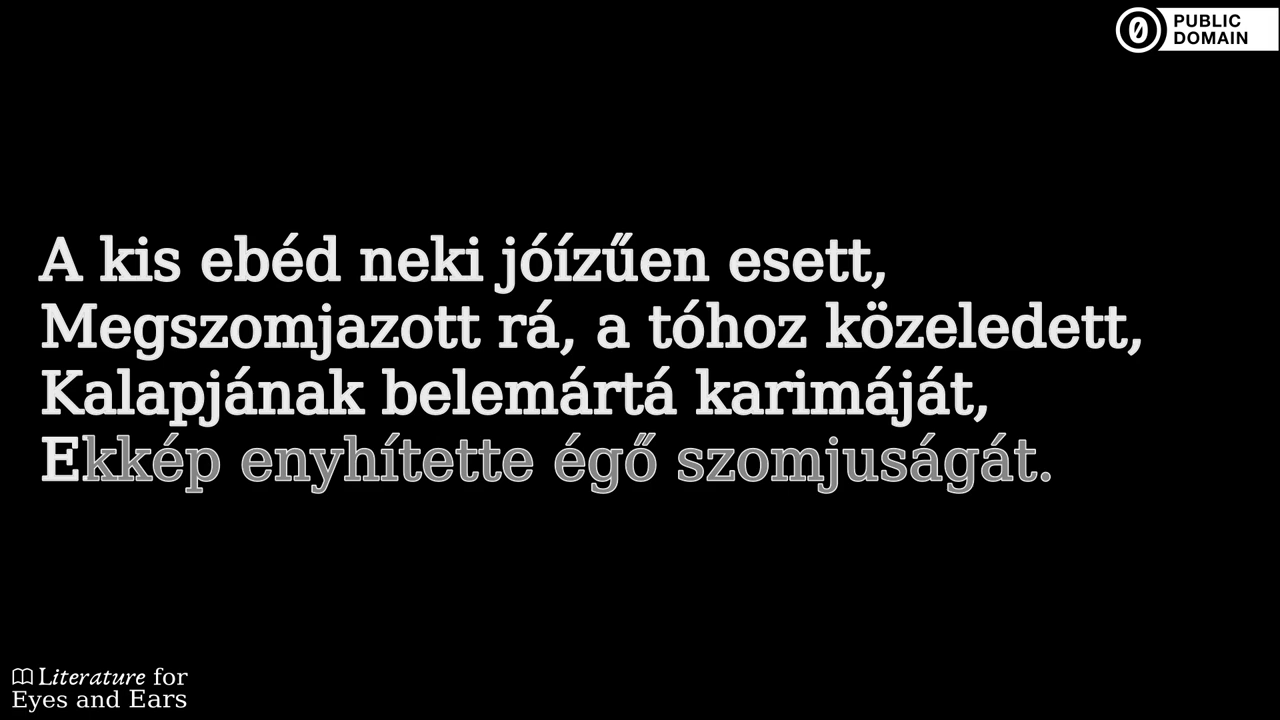 PUBLIC
DOMAIN
A kis ebéd neki jóízűen esett,
Megszomjazott rá, a tóhoz közeledett,
Kalapjának belemártá karimáját,
Ekkép enyhítette égő szomjuságát.
Literature for
Eyes and Ears